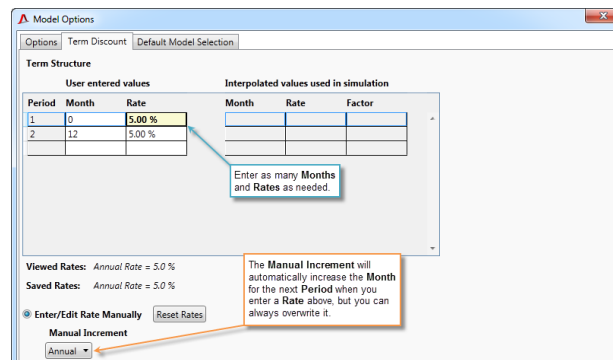 Model Options
Options Term Discount Default Model Selection
Term Structure
User entered values Interpolated values used in simulation
Period Month Rate Month Rate Factor
1 0 5.00 %
2 12 5.00 %
Enter as many Months
and Rates as needed.
Viewed Rates: Annual Rate = 5.0 %
Saved Rates: Annual Rate = 5.0 %
The Manual Increment will
automatically increase the Month
for the next Period when you
enter a Rate above, but you can
always overwrite it.
Enter/Edit Rate Manually Reset Rates
Manual Increment
Annual